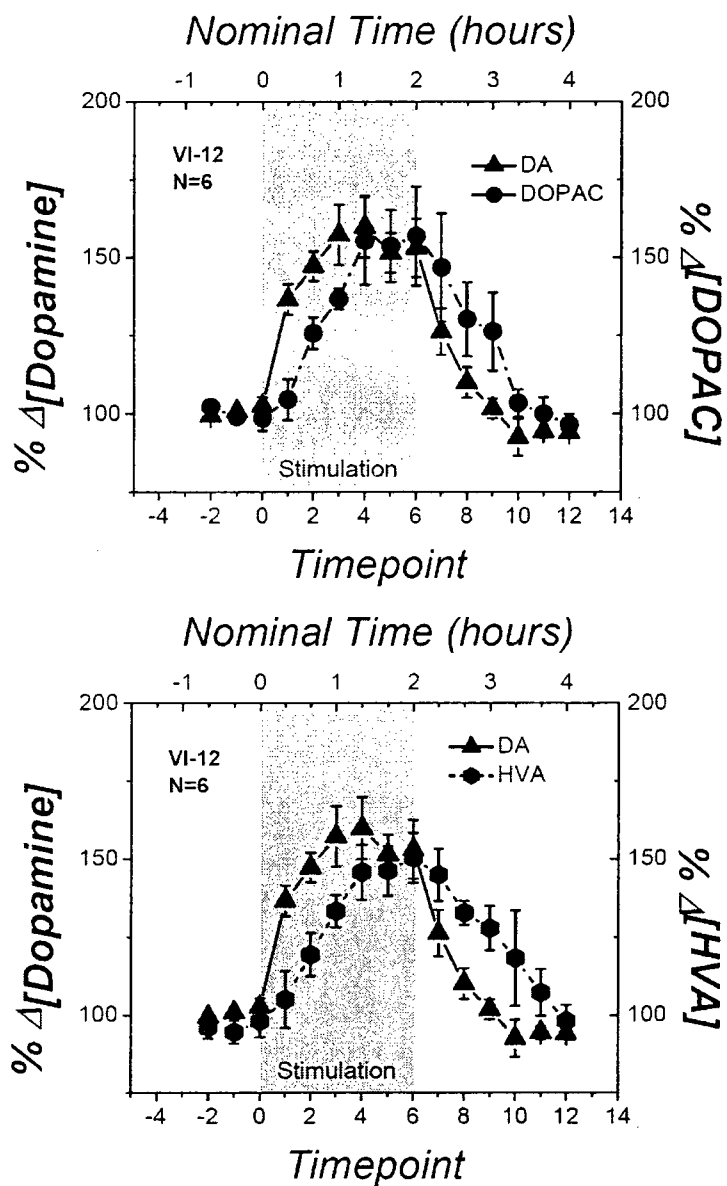 Nominal Time (hours)
-1 0 1 2 3 4
200 200
VI-12
N=6
DA
DOPAC
% Δ[Dopamine]
% Δ[DOPAC]
150 150
100 100
Stimulation
-4 -2 0 2 4 6 8 10 12 14
Timepoint
Nominal Time (hours)
-1 0 1 2 3 4
200 200
VI-12
N=6
DA
HVA
% Δ[Dopamine]
% Δ[HVA]
150 150
100 100
Stimulation
-4 -2 0 2 4 6 8 10 12 14
Timepoint